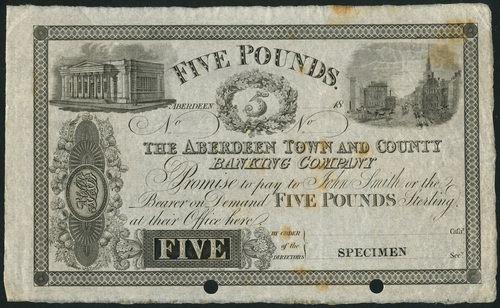 FIVE POUNDS.
5
ABERDEEN 18
No No
THE ABERDEEN TOWN AND COUNTY
BANKING COMPANY
Promise to pay to John Smith or the
Bearer on Demand FIVE POUNDS Sterling,
at their Office here
FIVE
BY ORDER
of the
DIRECTORS
Cash.r
SPECIMEN
Sec.y